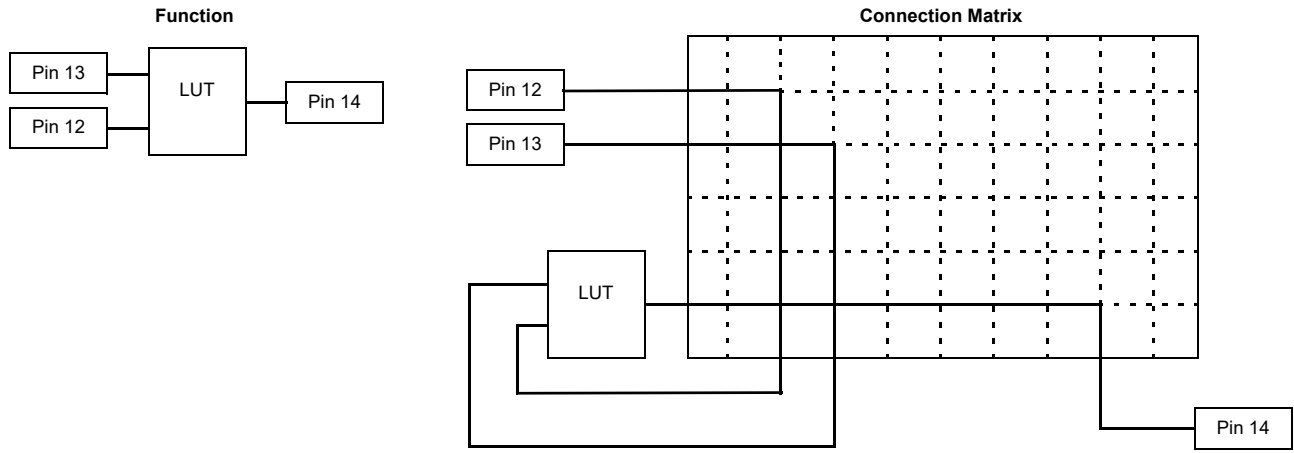 Function
Pin 13
Pin 12
LUT
Pin 14
Connection Matrix
Pin 12
Pin 13
LUT
Pin 14